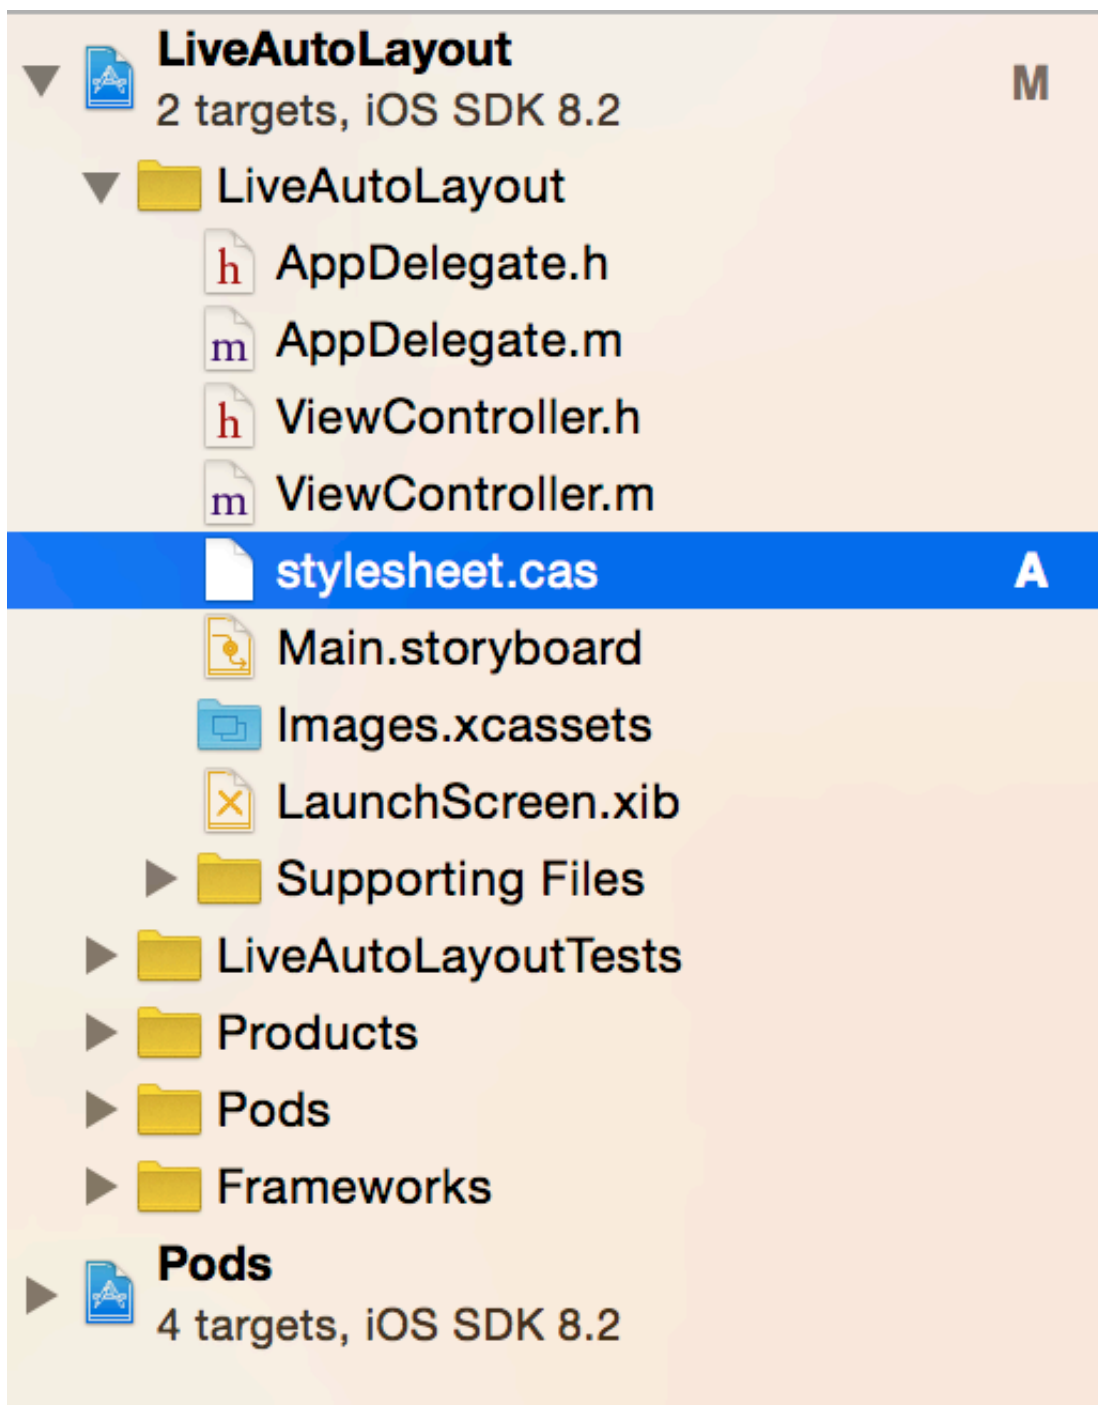 LiveAutoLayout
2 targets, iOS SDK 8.2
M
LiveAutoLayout
h AppDelegate.h
m AppDelegate.m
h ViewController.h
m ViewController.m
stylesheet.cas A
Main.storyboard
Images.xcassets
LaunchScreen.xib
Supporting Files
LiveAutoLayoutTests
Products
Pods
Frameworks
Pods
4 targets, iOS SDK 8.2